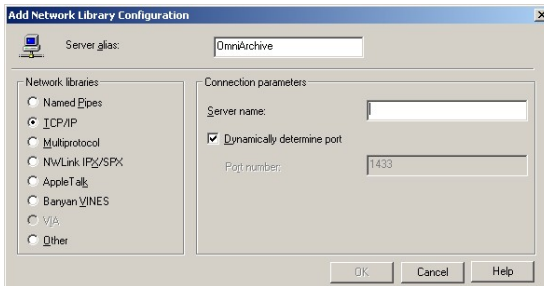 Add Network Library Configuration
Server alias:
OmniArchive
Network libraries
Named Pipes
TCP/IP
Multiprotocol
NWLink IPX/SPX
AppleTalk
Banyan VINES
VIA
Other
Connection parameters
Server name:
Dynamically determine port
Port number:
1433
OK
Cancel
Help